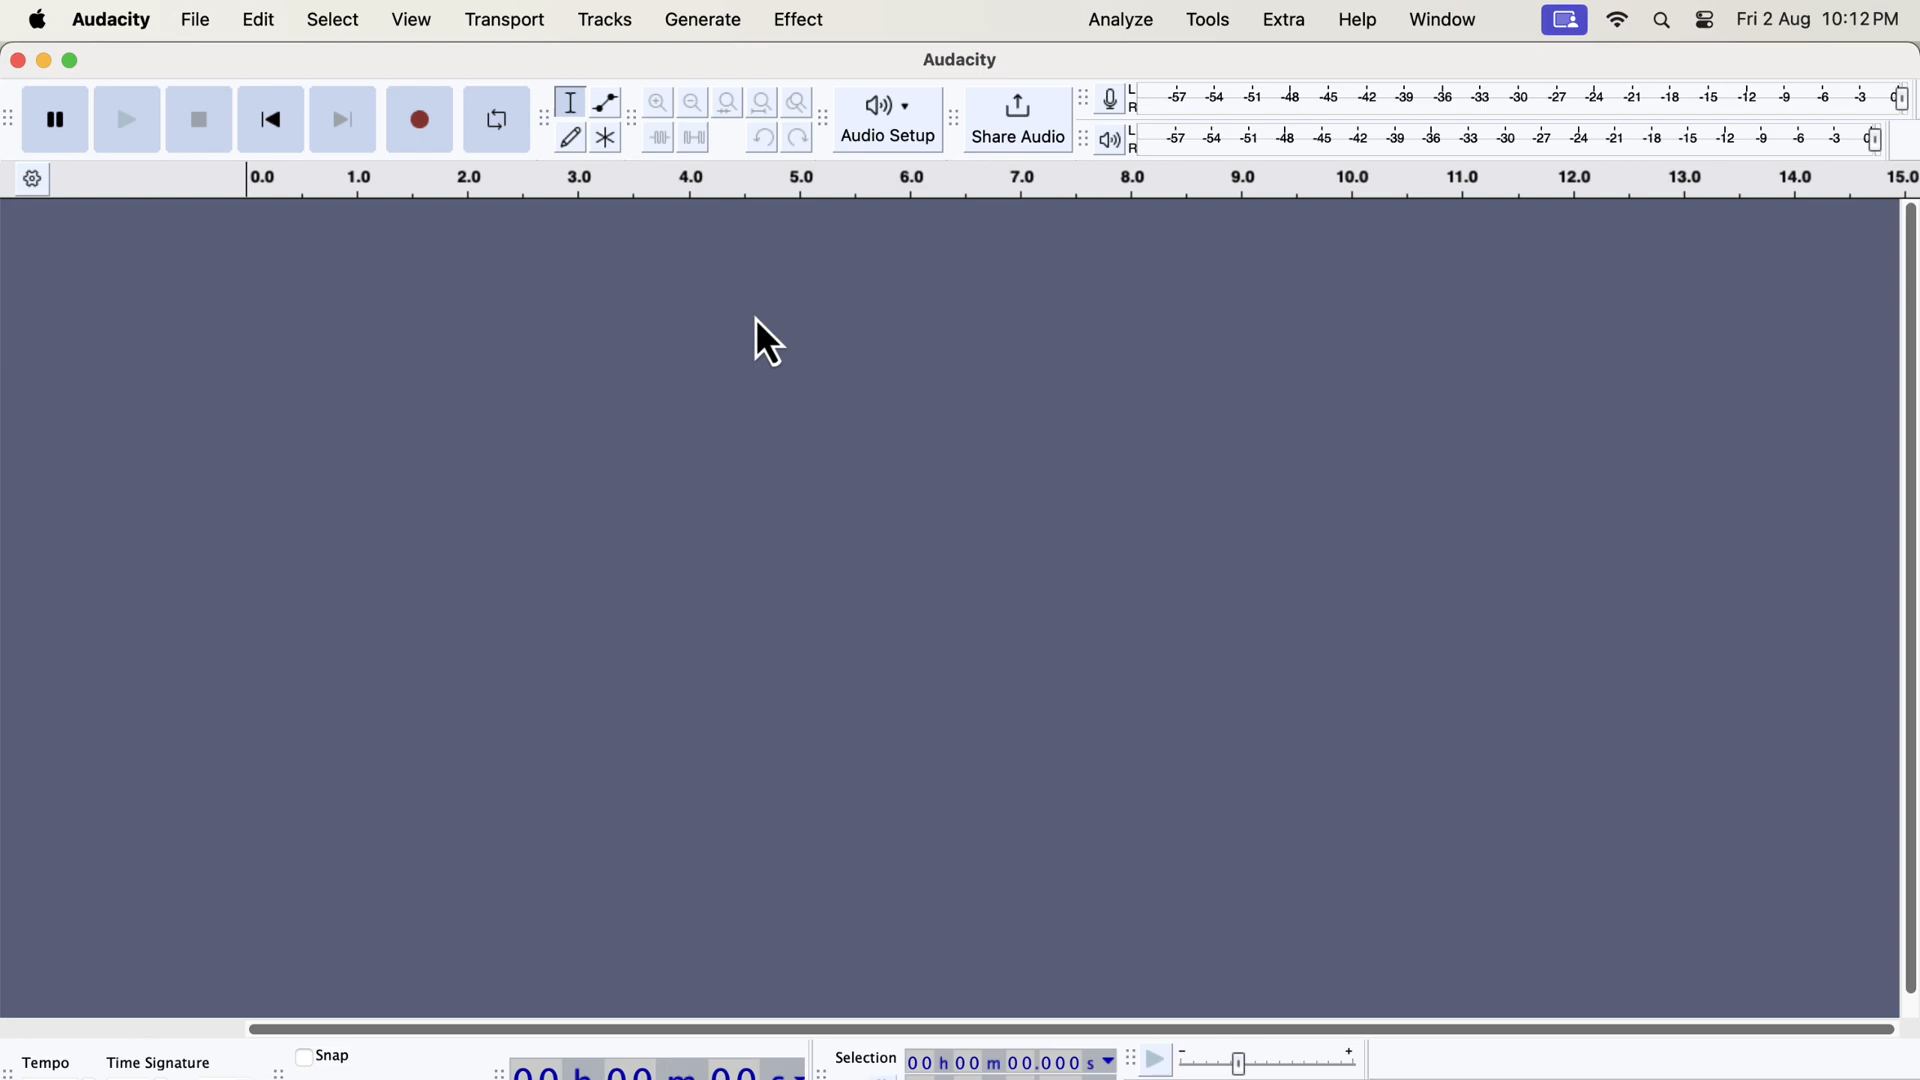 Audacity File Edit Select View Transport Tracks Generate Effect Analyze Tools Extra Help Window Fri 2 Aug 10:12 PM
Audacity
L -57 -54 -51 -48 -45 -42 -39 -36 -33 -30 -27 -24 -21 -18 -15 -12 -9 -6 -3 0
R
Audio Setup Share Audio
L -57 -54 -51 -48 -45 -42 -39 -36 -33 -30 -27 -24 -21 -18 -15 -12 -9 -6 -3 0
R
0.0 1.0 2.0 3.0 4.0 5.0 6.0 7.0 8.0 9.0 10.0 11.0 12.0 13.0 14.0 15.0
Tempo Time Signature Snap 00 h 00 m 00 s Selection 00 h 00 m 00.000 s - +